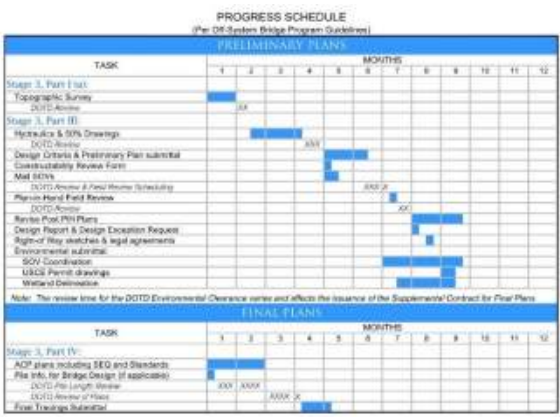 PROGRESS SCHEDULE
(Per Off-System Bridge Program Guidelines)
PRELIMINARY PLANS
TASK
MONTHS
1 2 3 4 5 6 7 8 9 10 11 12
Stage 3, Part I (a):
Topographic Survey
DOTD Review XX
Stage 3, Part III:
Hydraulics & 60% Drawings
DOTD Review XXX
Design Criteria & Preliminary Plan submittal
Constructability Review Form
Mail SOVs
DOTD Review & Field Review Scheduling XXX X
Plan-in-Hand Field Review
DOTD Review XX
Revise Post PIH Plans
Design Report & Design Exception Request
Right-of Way sketches & legal agreements
Environmental submittal:
SOV Coordination
USCE Permit drawings
Wetland Delineation
Note: The review time for the DOTD Environmental Clearance varies and affects the issuance of the Supplemental Contract for Final Plans
FINAL PLANS
TASK
MONTHS
1 2 3 4 5 6 7 8 9 10 11 12
Stage 3, Part IV:
ACP plans including SEQ and Standards
Pile Info. for Bridge Design (if applicable)
DOTD Pile Length Review XXX XXXX
DOTD Review of Plans XXXX X
Final Tracings Submittal